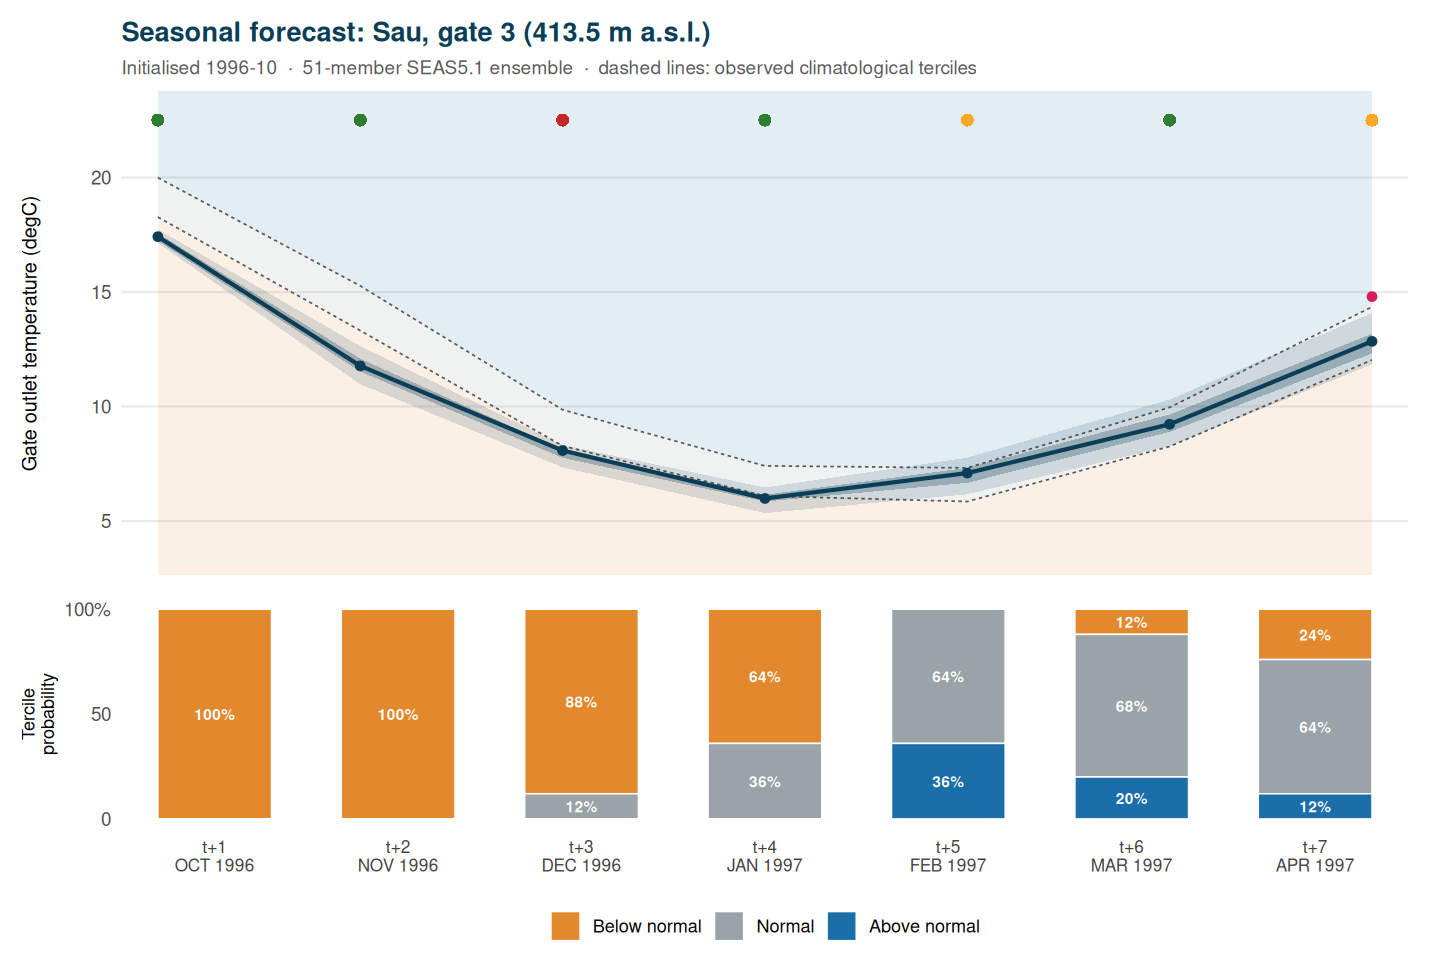 Seasonal forecast: Sau, gate 3 (413.5 m a.s.l.)
Initialised 1996-10 · 51-member SEAS5.1 ensemble · dashed lines: observed climatological terciles
Gate outlet temperature (degC)
20
15
10
5
Tercile
probability
100%
50
0
100%
100%
88%
12%
64%
36%
64%
36%
12%
68%
20%
24%
64%
12%
t+1
OCT 1996
t+2
NOV 1996
t+3
DEC 1996
t+4
JAN 1997
t+5
FEB 1997
t+6
MAR 1997
t+7
APR 1997
Below normal
Normal
Above normal